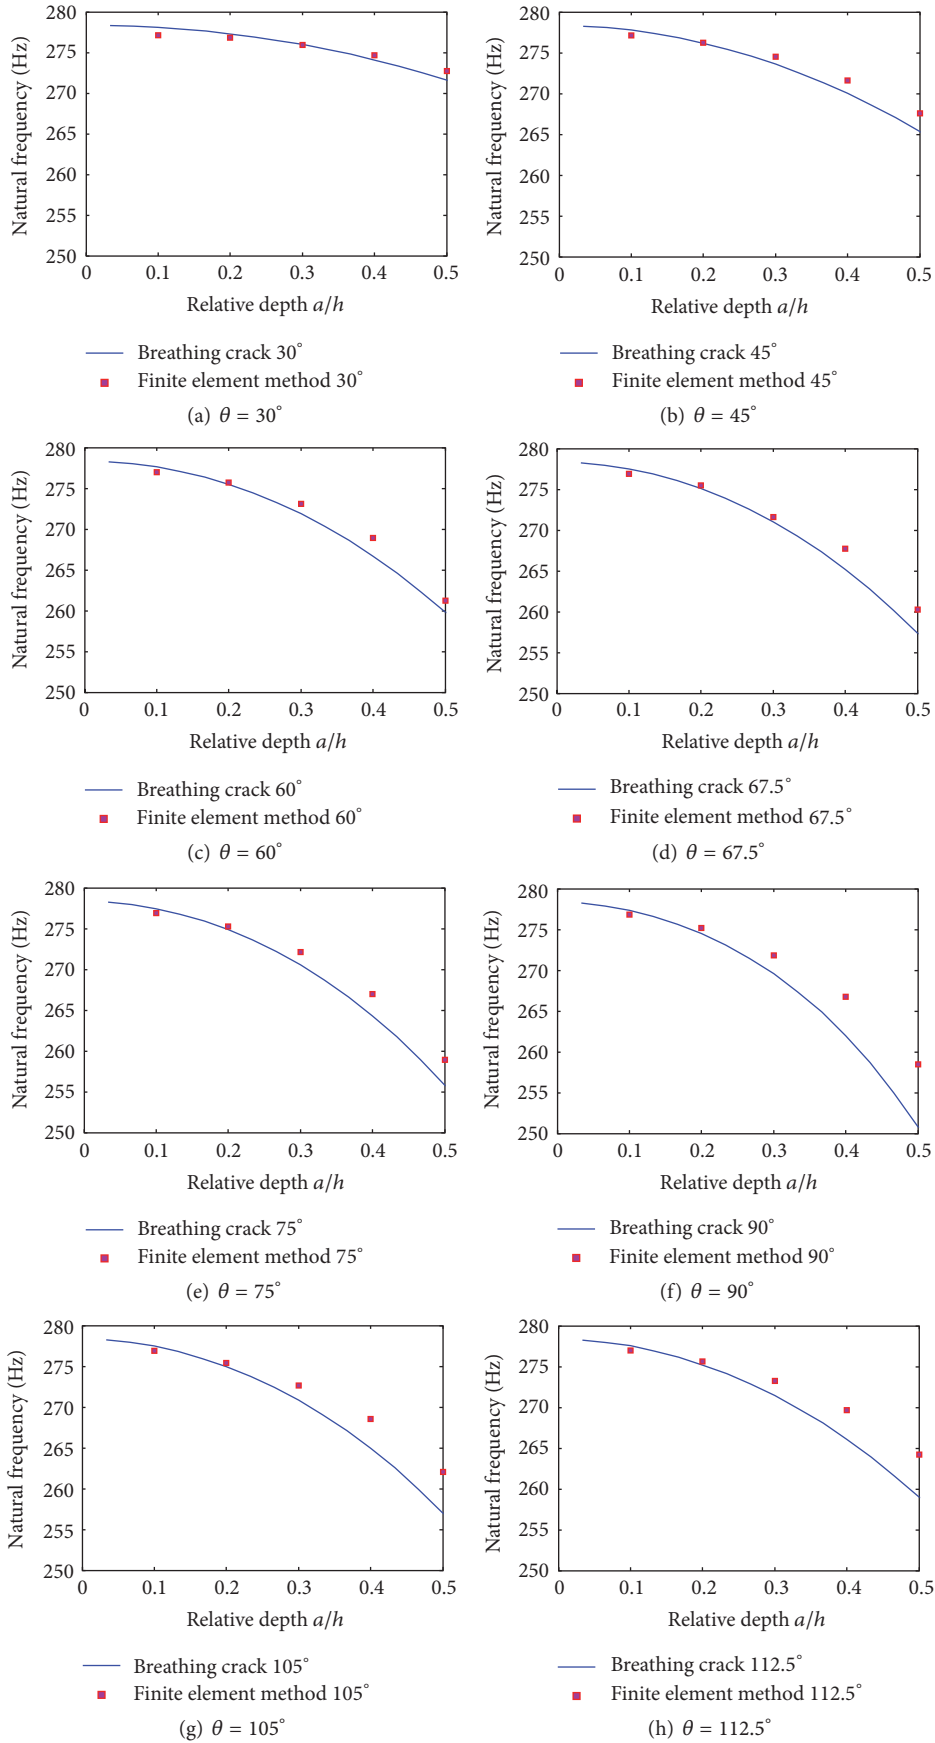 280
275
270
265
260
255
250
Natural frequency (Hz)
0 0.1 0.2 0.3 0.4 0.5
Relative depth a/h
Breathing crack 30°
Finite element method 30°
(a) θ = 30°
280
275
270
265
260
255
250
Natural frequency (Hz)
0 0.1 0.2 0.3 0.4 0.5
Relative depth a/h
Breathing crack 45°
Finite element method 45°
(b) θ = 45°
280
275
270
265
260
255
250
Natural frequency (Hz)
0 0.1 0.2 0.3 0.4 0.5
Relative depth a/h
Breathing crack 60°
Finite element method 60°
(c) θ = 60°
280
275
270
265
260
255
250
Natural frequency (Hz)
0 0.1 0.2 0.3 0.4 0.5
Relative depth a/h
Breathing crack 67.5°
Finite element method 67.5°
(d) θ = 67.5°
280
275
270
265
260
255
250
Natural frequency (Hz)
0 0.1 0.2 0.3 0.4 0.5
Relative depth a/h
Breathing crack 75°
Finite element method 75°
(e) θ = 75°
280
275
270
265
260
255
250
Natural frequency (Hz)
0 0.1 0.2 0.3 0.4 0.5
Relative depth a/h
Breathing crack 90°
Finite element method 90°
(f) θ = 90°
280
275
270
265
260
255
250
Natural frequency (Hz)
0 0.1 0.2 0.3 0.4 0.5
Relative depth a/h
Breathing crack 105°
Finite element method 105°
(g) θ = 105°
280
275
270
265
260
255
250
Natural frequency (Hz)
0 0.1 0.2 0.3 0.4 0.5
Relative depth a/h
Breathing crack 112.5°
Finite element method 112.5°
(h) θ = 112.5°